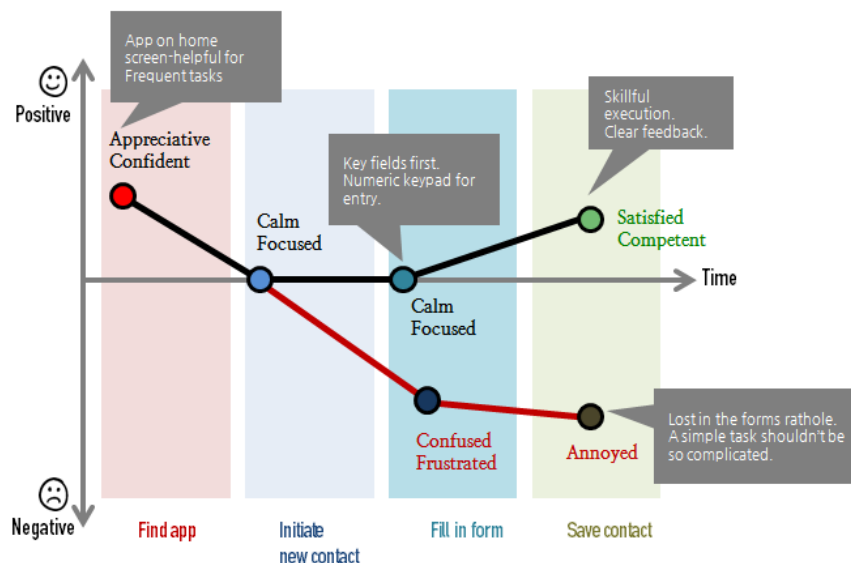 App on home
screen-helpful for
Frequent tasks
Positive
Appreciative
Confident
Skillful
execution.
Clear feedback.
Key fields first.
Numeric keypad for
entry.
Calm
Focused
Satisfied
Competent
Time
Calm
Focused
Confused
Frustrated
Annoyed
Lost in the forms rathole.
A simple task shouldn't be
so complicated.
Negative
Find app
Initiate
new contact
Fill in form
Save contact